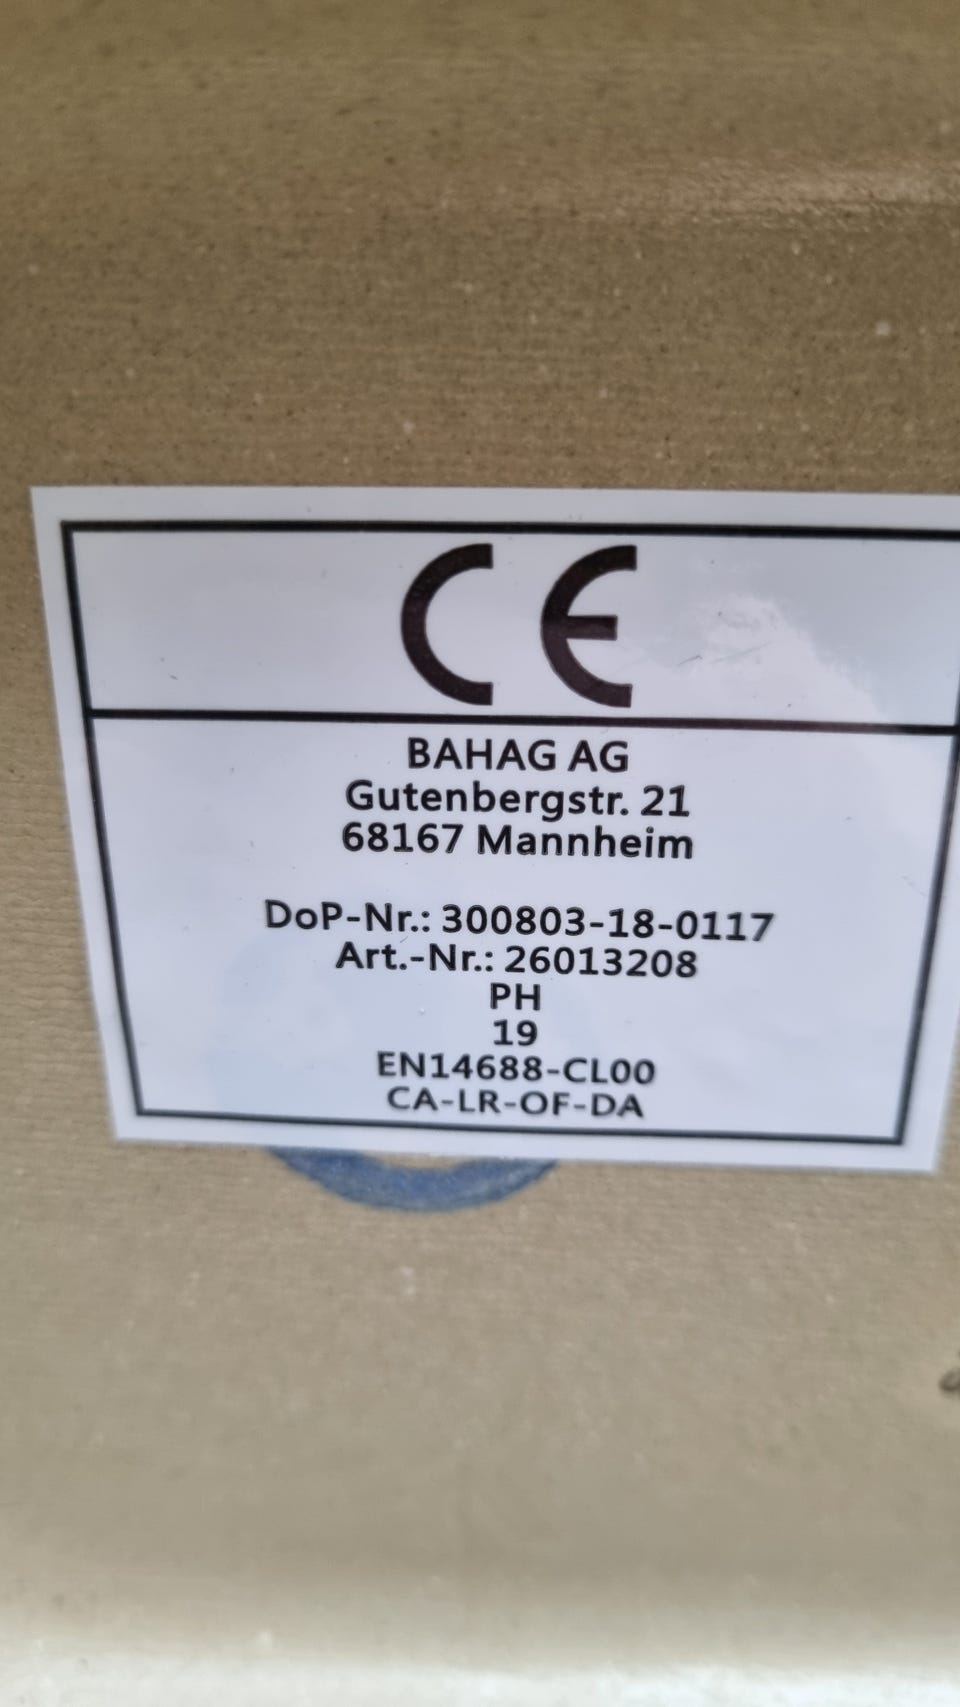 CE
BAHAG AG
Gutenbergstr. 21
68167 Mannheim
DoP-Nr.: 300803-18-0117
Art.-Nr.: 26013208
PH
19
EN14688-CL00
CA-LR-OF-DA